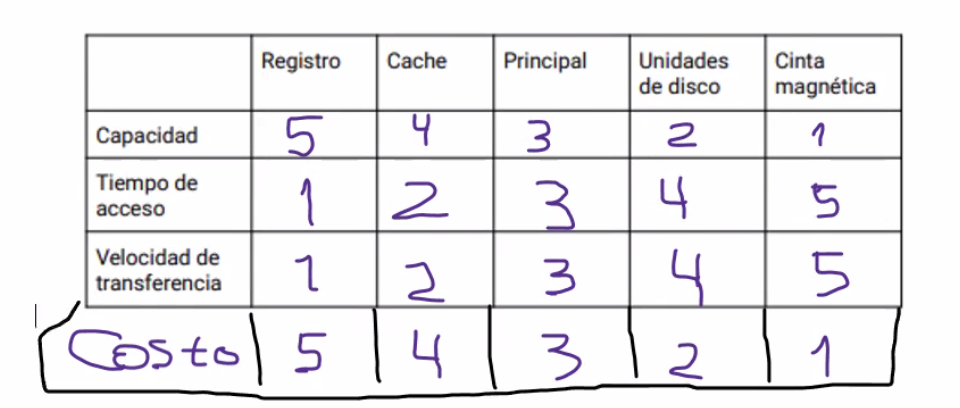 Registro Cache Principal Unidades de disco Cinta magnética
Capacidad 5 4 3 2 1
Tiempo de acceso 1 2 3 4 5
Velocidad de transferencia 1 2 3 4 5
Costo 5 4 3 2 1